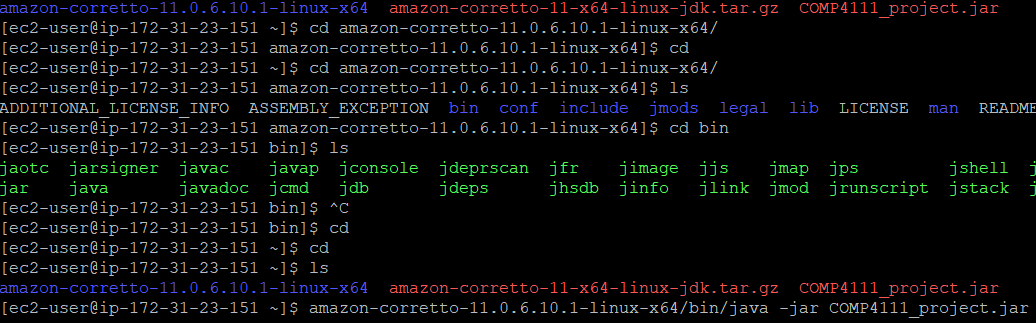 amazon-corretto-11.0.6.10.1-linux-x64 amazon-corretto-11-x64-linux-jdk.tar.gz COMP4111_project.jar
[ec2-user@ip-172-31-23-151 ~]$ cd amazon-corretto-11.0.6.10.1-linux-x64/
[ec2-user@ip-172-31-23-151 amazon-corretto-11.0.6.10.1-linux-x64]$ cd
[ec2-user@ip-172-31-23-151 ~]$ cd amazon-corretto-11.0.6.10.1-linux-x64/
[ec2-user@ip-172-31-23-151 amazon-corretto-11.0.6.10.1-linux-x64]$ ls
ADDITIONAL_LICENSE_INFO ASSEMBLY_EXCEPTION bin conf include jmods legal lib LICENSE man README
[ec2-user@ip-172-31-23-151 amazon-corretto-11.0.6.10.1-linux-x64]$ cd bin
[ec2-user@ip-172-31-23-151 bin]$ ls
jaotc jarsigner javac javap jconsole jdeprscan jfr jimage jjs jmap jps jshell j
jar java javadoc jcmd jdb jdeps jhsdb jinfo jlink jmod jrunscript jstack j
[ec2-user@ip-172-31-23-151 bin]$ ^C
[ec2-user@ip-172-31-23-151 bin]$ cd
[ec2-user@ip-172-31-23-151 ~]$ cd
[ec2-user@ip-172-31-23-151 ~]$ ls
amazon-corretto-11.0.6.10.1-linux-x64 amazon-corretto-11-x64-linux-jdk.tar.gz COMP4111_project.jar
[ec2-user@ip-172-31-23-151 ~]$ amazon-corretto-11.0.6.10.1-linux-x64/bin/java -jar COMP4111_project.jar